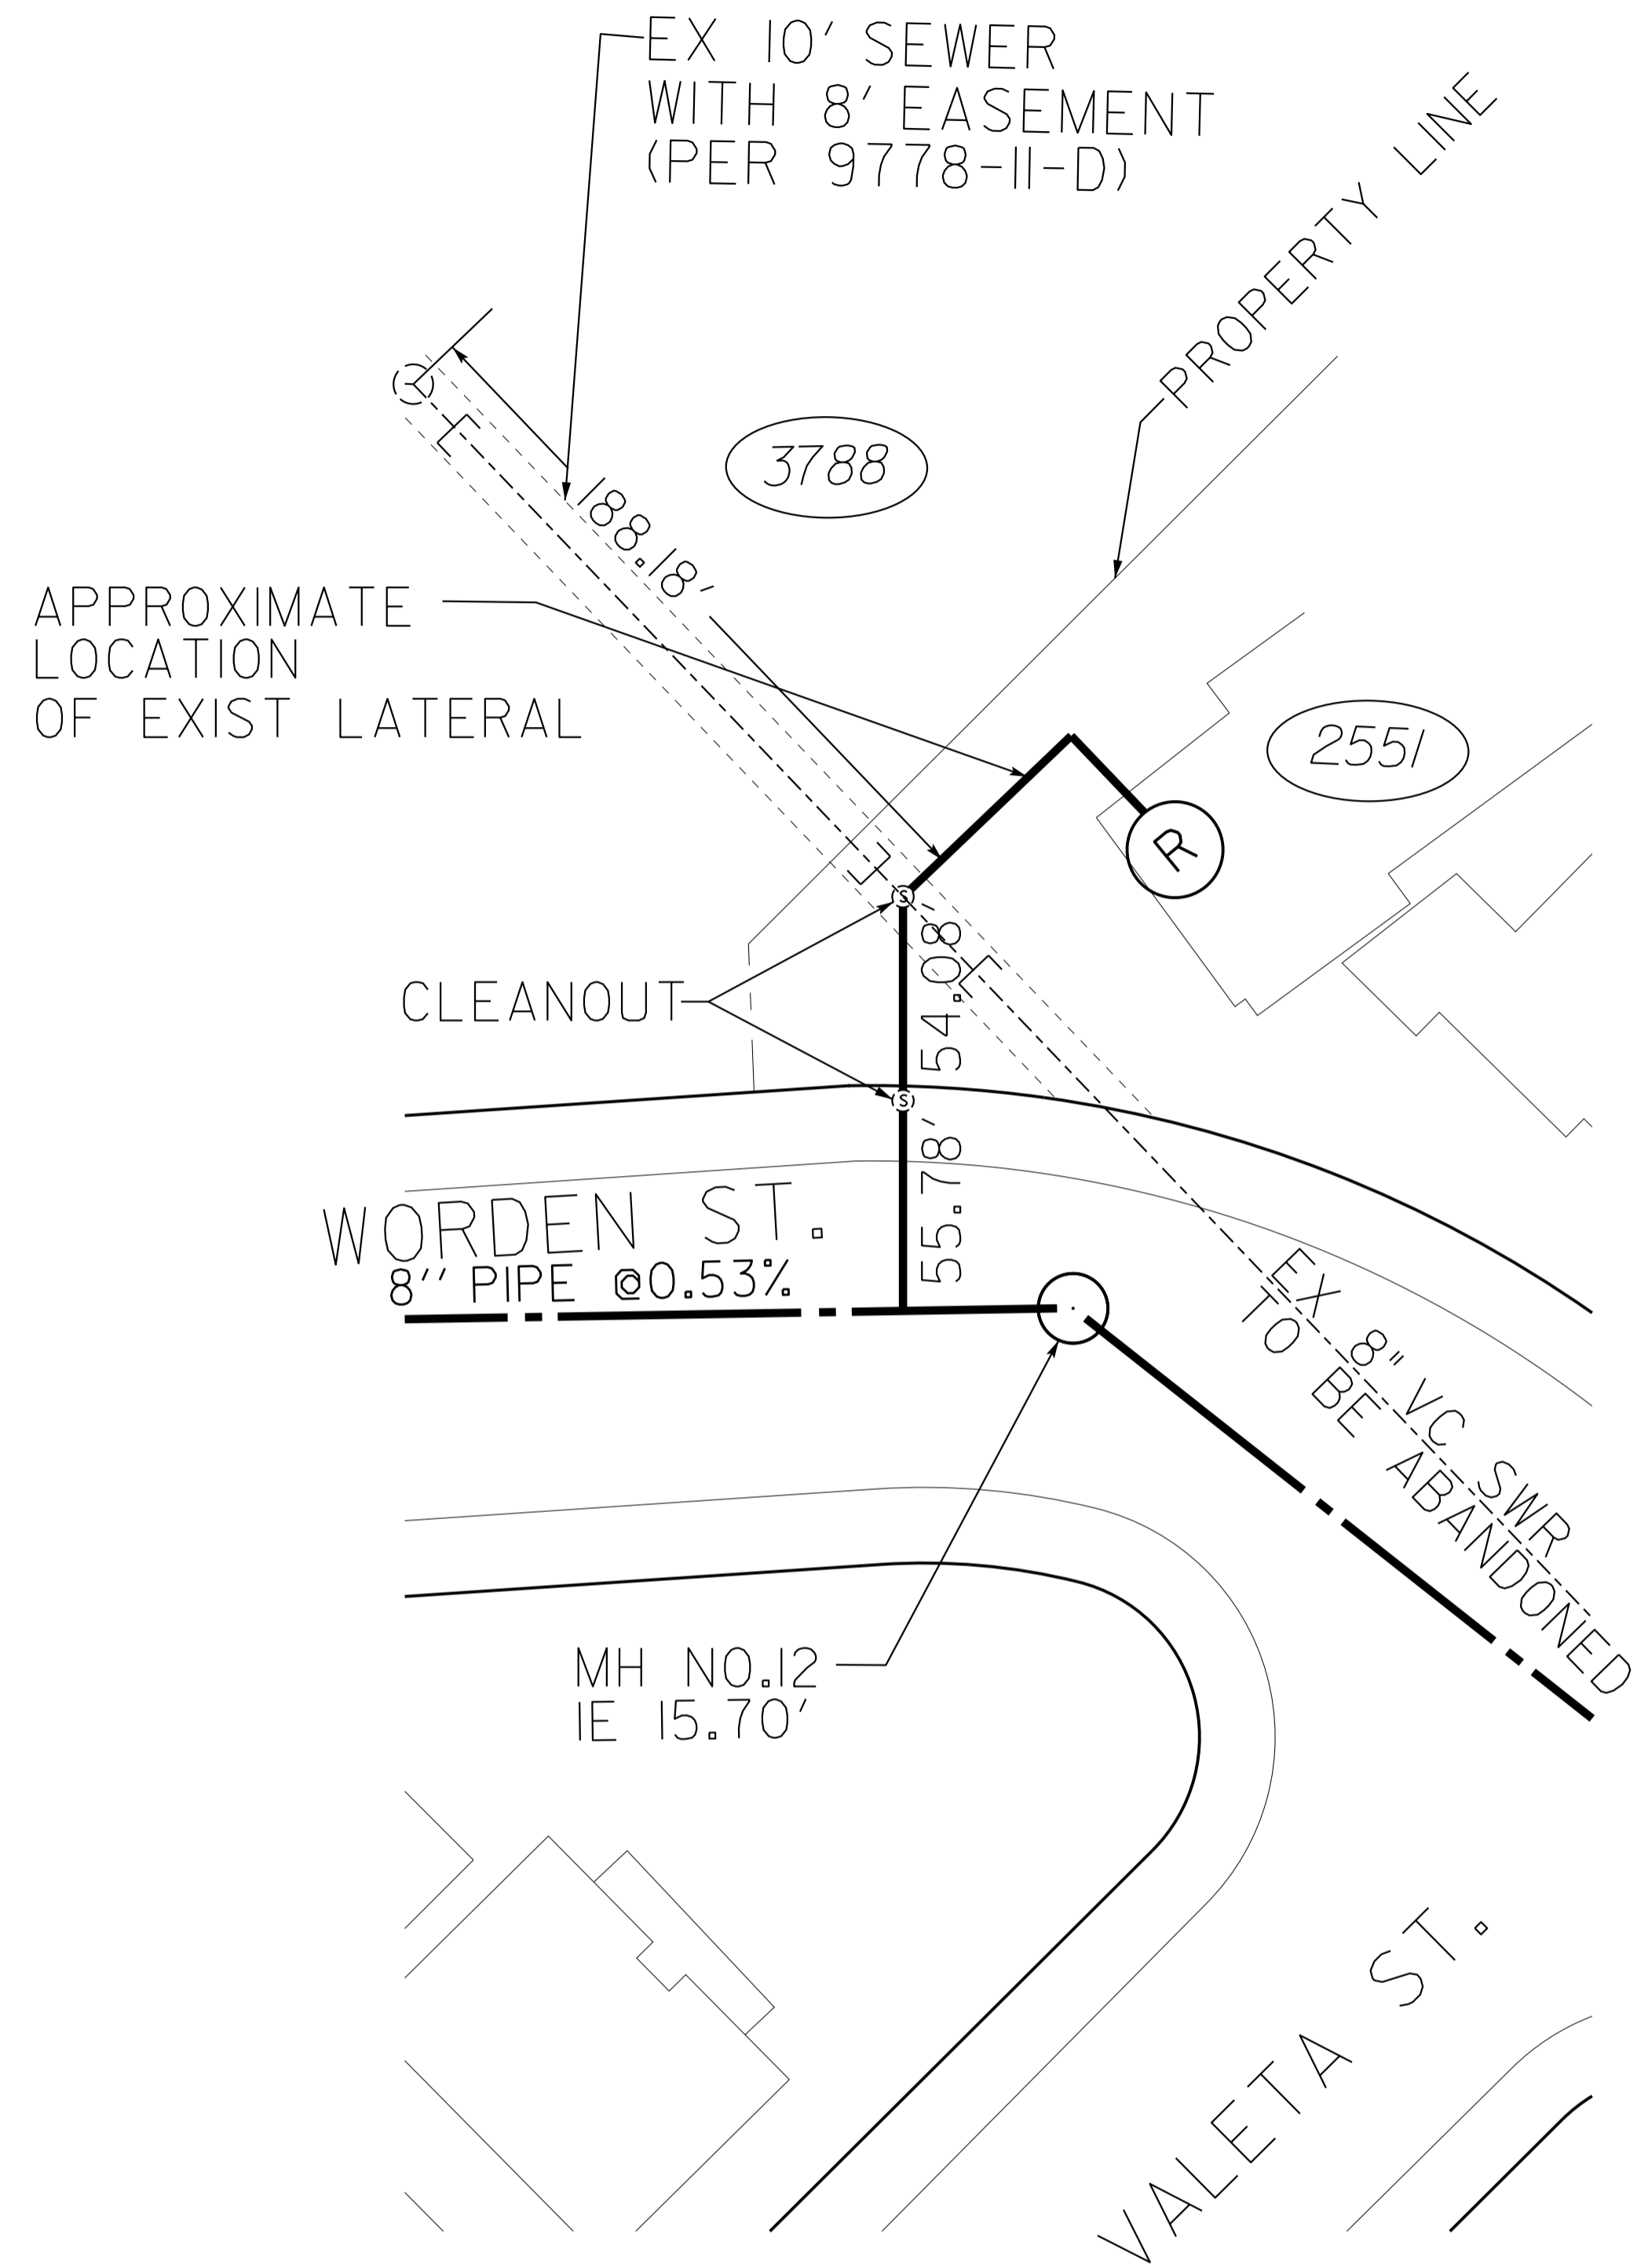 EX 10' SEWER
WITH 8' EASEMENT
(PER 9778-11-D)
PROPERTY LINE
3788
188.18'
APPROXIMATE
LOCATION
OF EXIST LATERAL
2551
R
S
CLEANOUT
54.08'
S
55.78'
WORDEN ST.
8'' PIPE @0.53%
EX 8" VC SWR
TO BE ABANDONED
MH NO.12
IE 15.70'
VALETA ST.